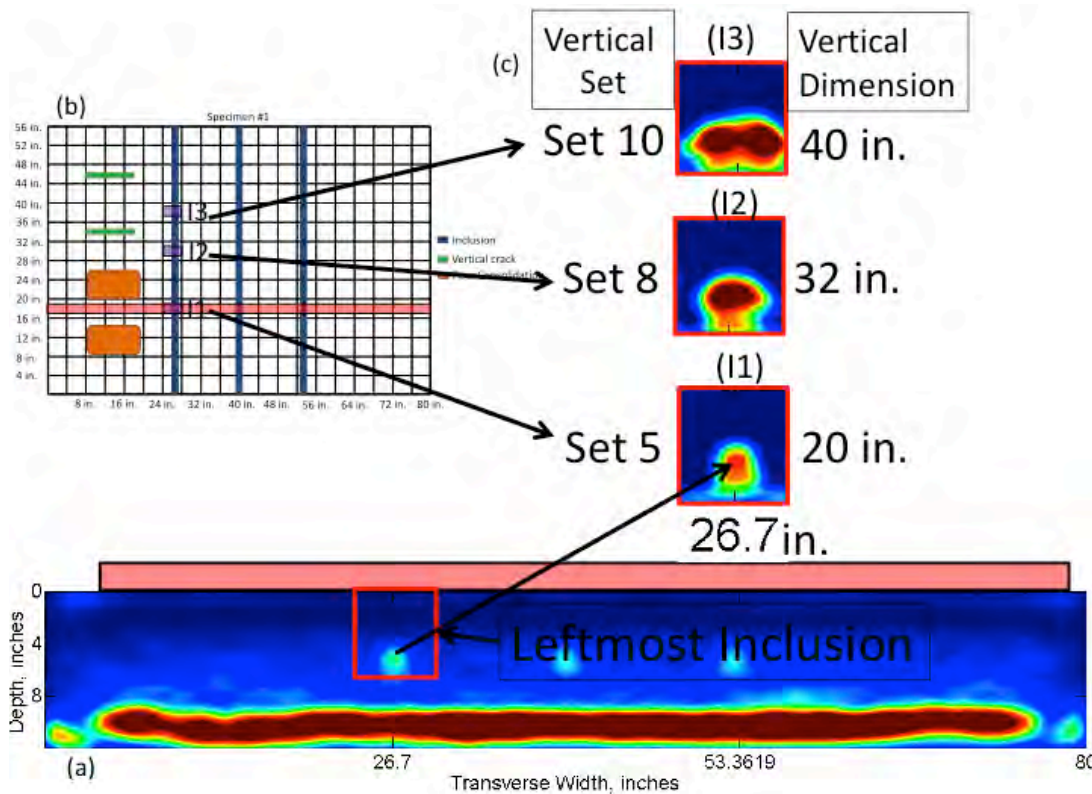 (b)
Specimen #1
56 in.
52 in.
48 in.
44 in.
40 in.
36 in.
32 in.
28 in.
24 in.
20 in.
16 in.
12 in.
8 in.
4 in.
I3
I2
I1
8 in. 16 in. 24 in. 32 in. 40 in. 48 in. 56 in. 64 in. 72 in. 80 in.
Inclusion
Vertical crack
(c)
Vertical
Set
(I3)
Vertical
Dimension
Set 10
40 in.
(I2)
Set 8
32 in.
(I1)
Set 5
20 in.
26.7 in.
Leftmost Inclusion
0
4
8
Depth, inches
(a)
26.7 53.3619 80
Transverse Width, inches